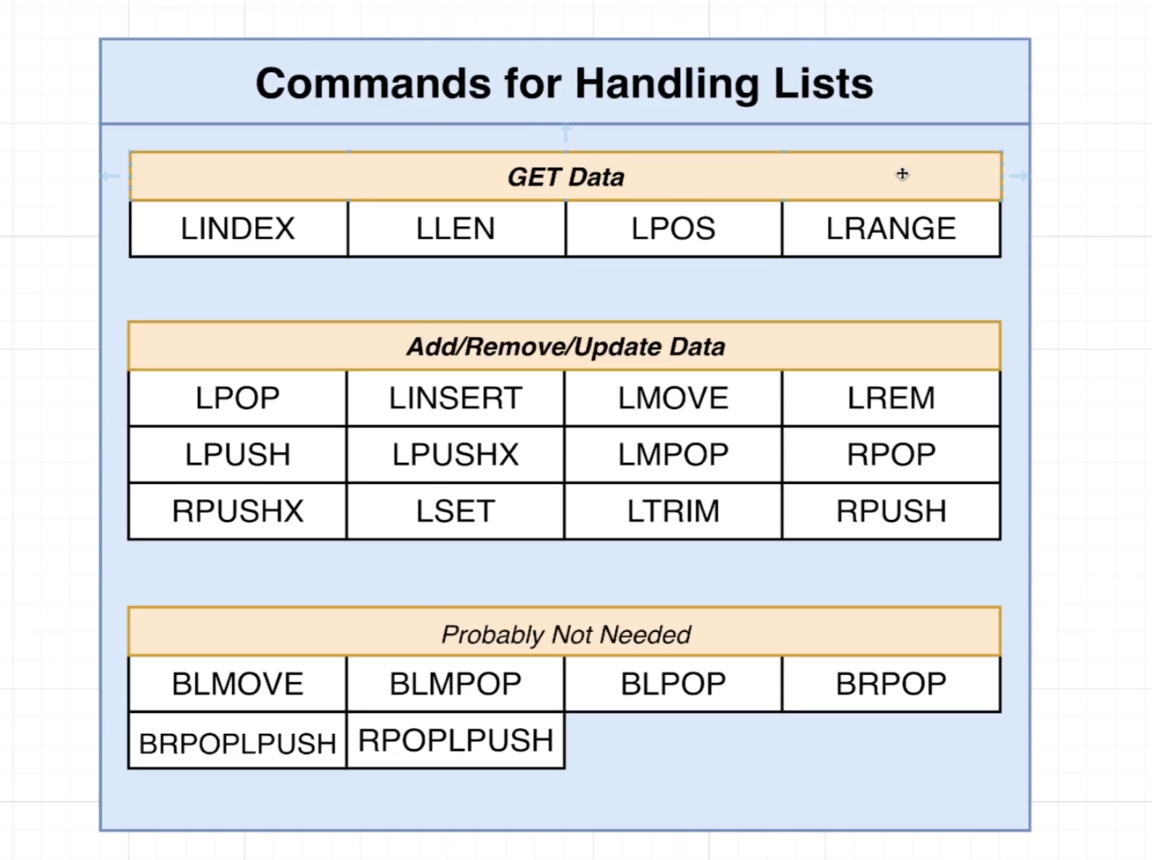 Commands for Handling Lists
GET Data
LINDEX LLEN LPOS LRANGE
Add/Remove/Update Data
LPOP LINSERT LMOVE LREM
LPUSH LPUSHX LMPOP RPOP
RPUSHX LSET LTRIM RPUSH
Probably Not Needed
BLMOVE BLMPOP BLPOP BRPOP
BRPOPLPUSH RPOPLPUSH